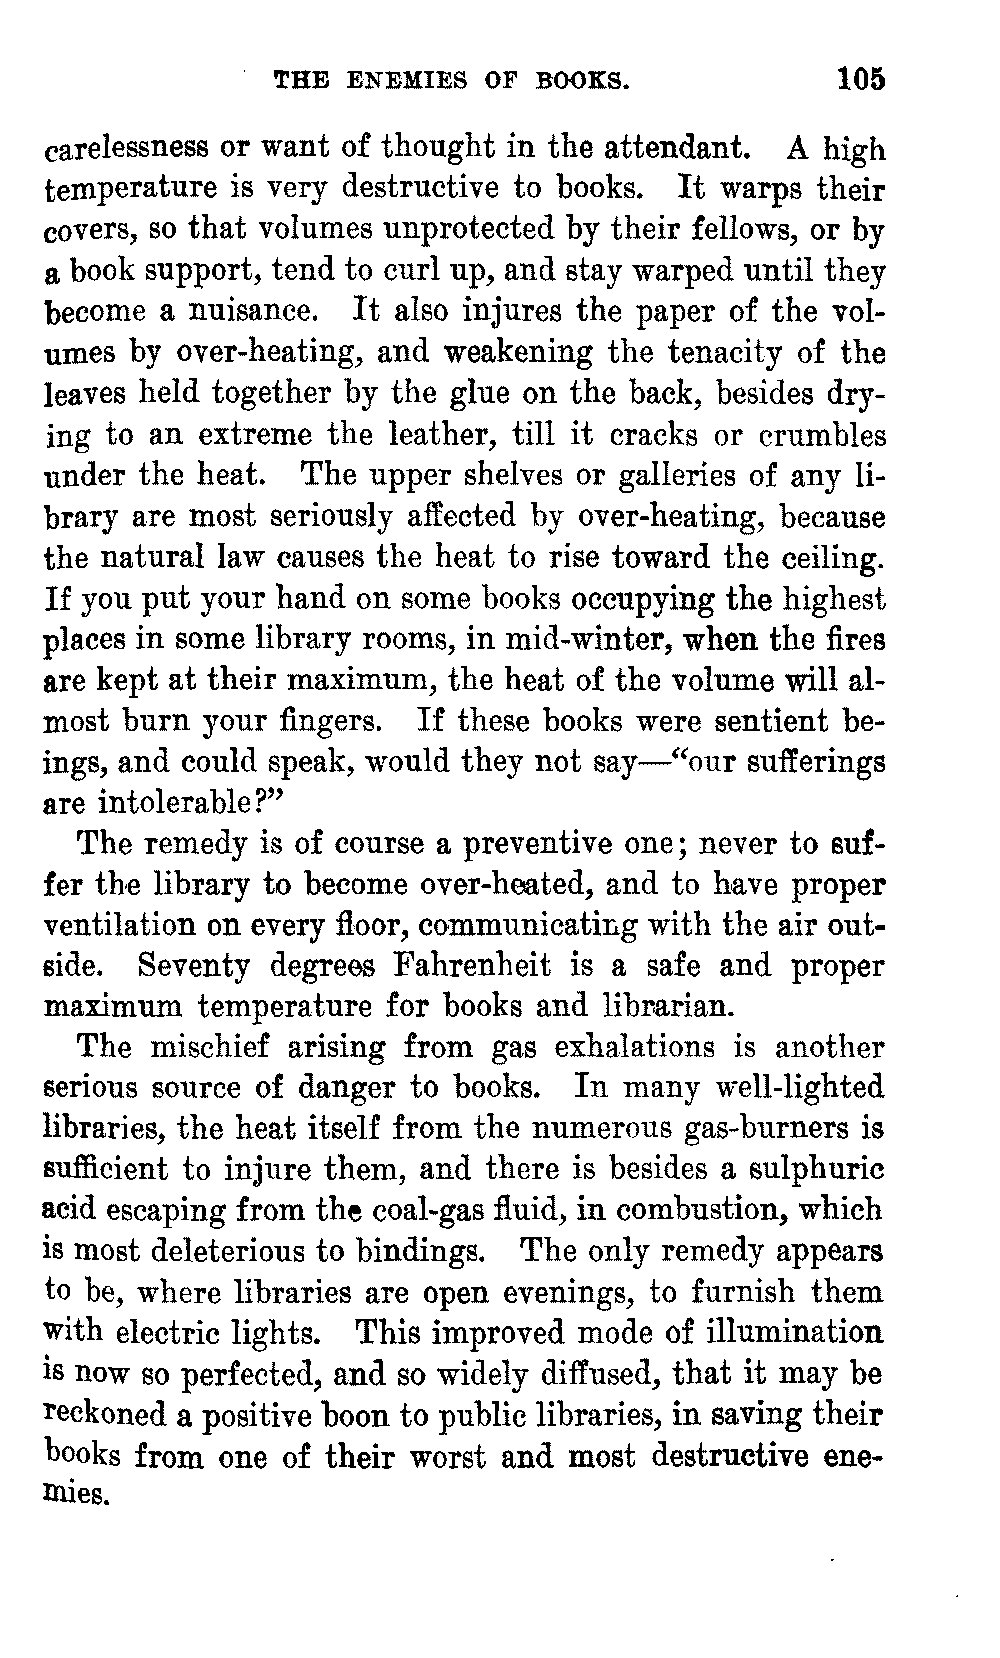 THE ENEMIES OF BOOKS. 105
carelessness or want of thought in the attendant. A high
temperature is very destructive to books. It warps their
covers, so that volumes unprotected by their fellows, or by
a book support, tend to curl up, and stay warped until they
become a nuisance. It also injures the paper of the vol-
umes by over-heating, and weakening the tenacity of the
leaves held together by the glue on the back, besides dry-
ing to an extreme the leather, till it cracks or crumbles
under the heat. The upper shelves or galleries of any li-
brary are most seriously affected by over-heating, because
the natural law causes the heat to rise toward the ceiling.
If you put your hand on some books occupying the highest
places in some library rooms, in mid-winter, when the fires
are kept at their maximum, the heat of the volume will al-
most burn your fingers. If these books were sentient be-
ings, and could speak, would they not say—“our sufferings
are intolerable?”
The remedy is of course a preventive one; never to suf-
fer the library to become over-heated, and to have proper
ventilation on every floor, communicating with the air out-
side. Seventy degrees Fahrenheit is a safe and proper
maximum temperature for books and librarian.
The mischief arising from gas exhalations is another
serious source of danger to books. In many well-lighted
libraries, the heat itself from the numerous gas-burners is
sufficient to injure them, and there is besides a sulphuric
acid escaping from the coal-gas fluid, in combustion, which
is most deleterious to bindings. The only remedy appears
to be, where libraries are open evenings, to furnish them
with electric lights. This improved mode of illumination
is now so perfected, and so widely diffused, that it may be
reckoned a positive boon to public libraries, in saving their
books from one of their worst and most destructive ene-
mies.